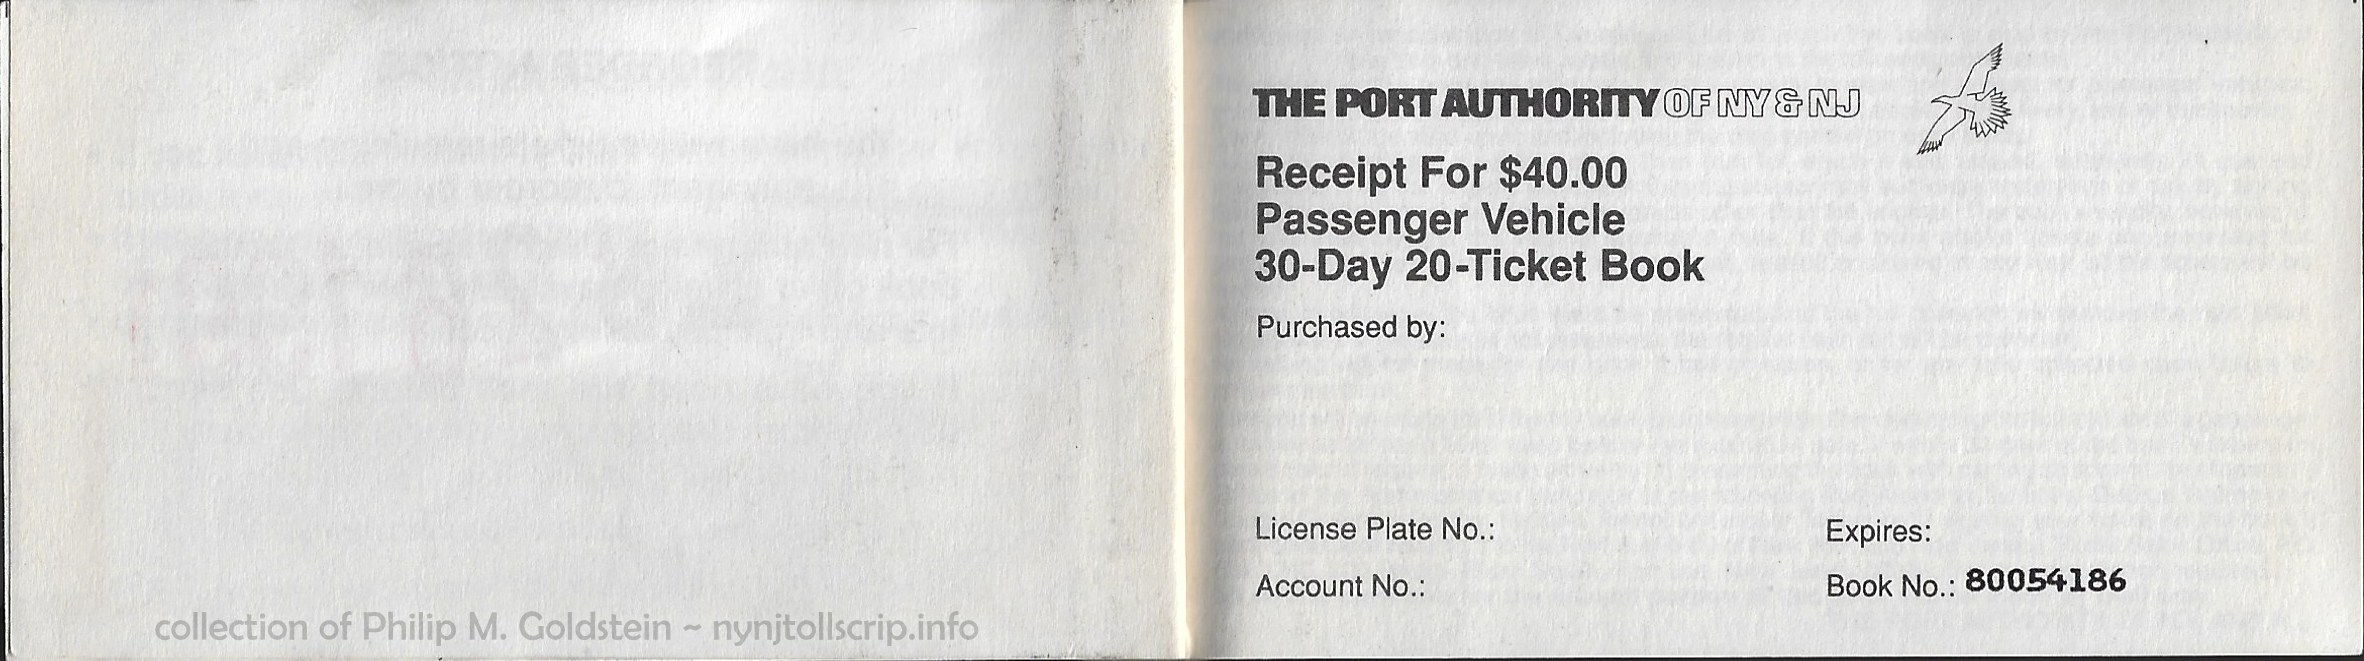 THE PORT AUTHORITY OF NY & NJ
Receipt For $40.00
Passenger Vehicle
30-Day 20-Ticket Book
Purchased by:
License Plate No.:
Expires:
Account No.:
Book No.: 80054186
collection of Philip M. Goldstein ~ nynjtollscrip.info